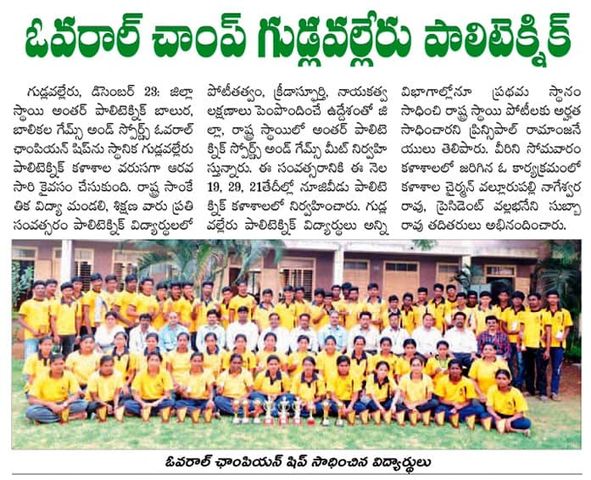 ఓవరాల్ చాంప్ గుడ్లవల్లేరు పాలిటెక్నిక్
గుడ్లవల్లేరు, డిసెంబర్ 23: జిల్లా
స్థాయి అంతర్ పాలిటెక్నిక్ బాలుర,
బాలికల గేమ్స్ అండ్ స్పోర్ట్స్ ఓవరాల్
ఛాంపియన్ షిప్‌ను స్థానిక గుడ్లవల్లేరు
పాలిటెక్నిక్ కళాశాల వరుసగా ఆరవ
సారి కైవసం చేసుకుంది. రాష్ట్ర సాంకే
తిక విద్యా మండలి, శిక్షణ వారు ప్రతి
సంవత్సరం పాలిటెక్నిక్ విద్యార్థులలో
పోటీతత్వం, క్రీడాస్ఫూర్తి, నాయకత్వ
లక్షణాలు పెంపొందించే ఉద్దేశంతో జి
ల్లా, రాష్ట్ర స్థాయిలో అంతర్ పాలిటె
క్నిక్ స్పోర్ట్స్ అండ్ గేమ్స్ మీట్ నిర్వహి
స్తున్నారు. ఈ సంవత్సరానికి ఈ నెల
19, 29, 21తేదీల్లో నూజివీడు పాలిటె
క్నిక్ కళాశాలలో నిర్వహించారు. గుడ్ల
వల్లేరు పాలిటెక్నిక్ విద్యార్థులు అన్ని
విభాగాల్లోనూ ప్రథమ స్థానం
సాధించి రాష్ట్ర స్థాయి పోటీలకు అర్హత
సాధించారని ప్రిన్సిపాల్ రామాంజనే
యులు తెలిపారు. వీరిని సోమవారం
కళాశాలలో జరిగిన ఓ కార్యక్రమంలో
కళాశాల చైర్మన్ వల్లూరుపల్లి నాగేశ్వర
రావు, ప్రెసిడెంట్ వల్లభనేని సుబ్బా
రావు తదితరులు అభినందించారు.
ఓవరాల్ ఛాంపియన్ షిప్ సాధించిన విద్యార్థులు